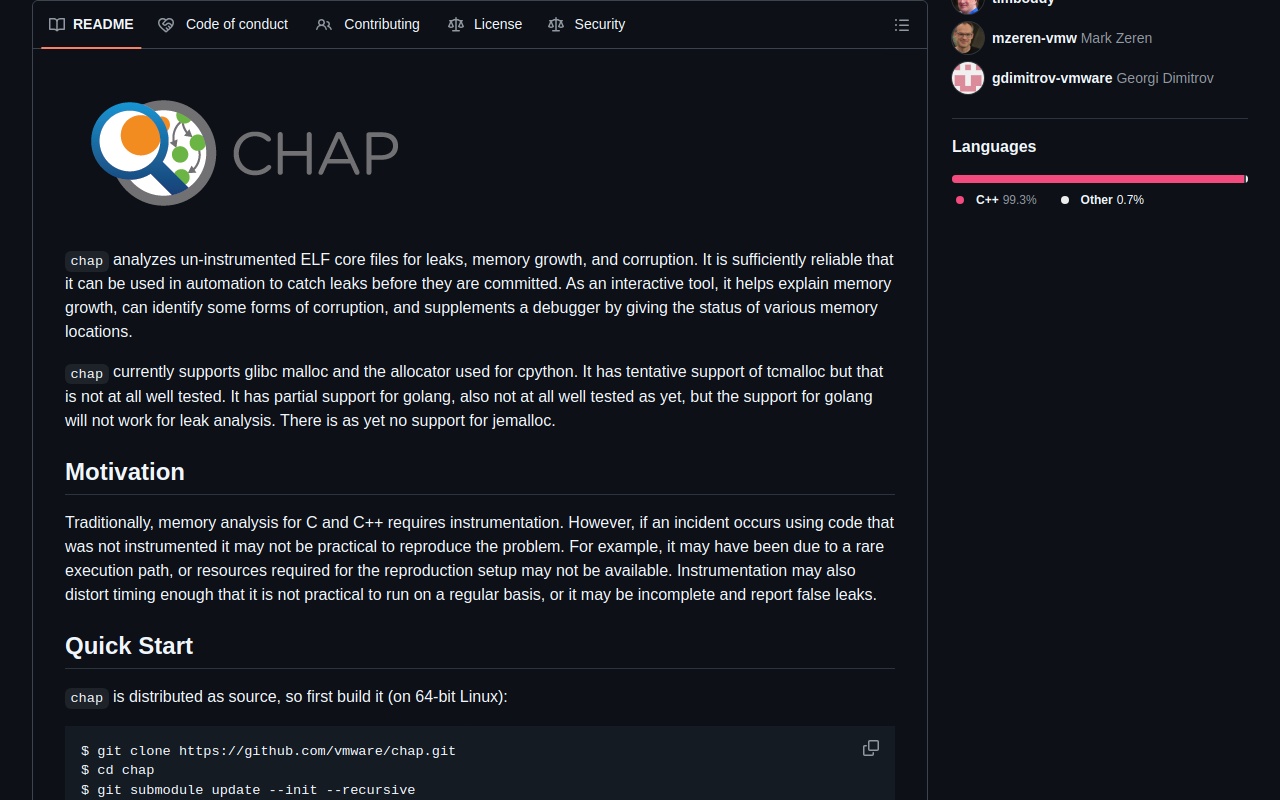 README
Code of conduct
Contributing
License
Security
CHAP
chap analyzes un-instrumented ELF core files for leaks, memory growth, and corruption. It is sufficiently reliable that
it can be used in automation to catch leaks before they are committed. As an interactive tool, it helps explain memory
growth, can identify some forms of corruption, and supplements a debugger by giving the status of various memory
locations.
chap currently supports glibc malloc and the allocator used for cpython. It has tentative support of tcmalloc but that
is not at all well tested. It has partial support for golang, also not at all well tested as yet, but the support for golang
will not work for leak analysis. There is as yet no support for jemalloc.
Motivation
Traditionally, memory analysis for C and C++ requires instrumentation. However, if an incident occurs using code that
was not instrumented it may not be practical to reproduce the problem. For example, it may have been due to a rare
execution path, or resources required for the reproduction setup may not be available. Instrumentation may also
distort timing enough that it is not practical to run on a regular basis, or it may be incomplete and report false leaks.
Quick Start
chap is distributed as source, so first build it (on 64-bit Linux):
$ git clone https://github.com/vmware/chap.git
$ cd chap
$ git submodule update --init --recursive
mzeren-vmw Mark Zeren
gdimitrov-vmware Georgi Dimitrov
Languages
C++ 99.3%
Other 0.7%